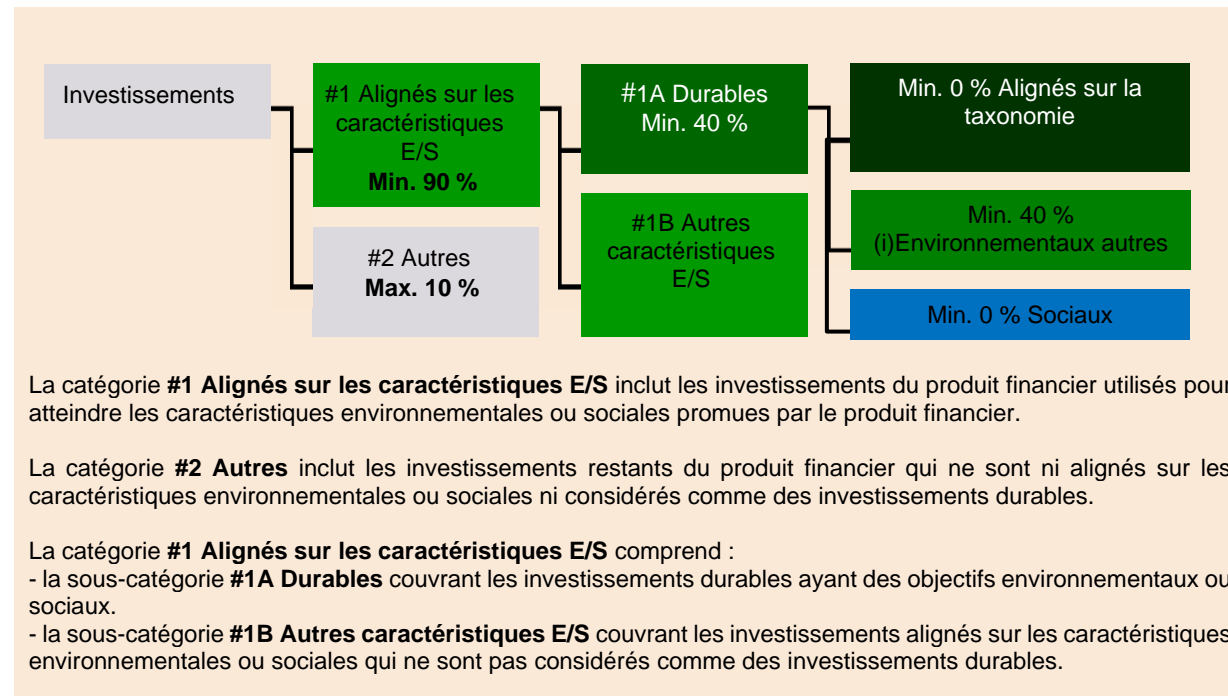 Investissements
#1 Alignés sur les
caractéristiques
E/S
Min. 90 %
#2 Autres
Max. 10 %
#1A Durables
Min. 40 %
#1B Autres
caractéristiques
E/S
Min. 0 % Alignés sur la
taxonomie
Min. 40 %
(i)Environnementaux autres
Min. 0 % Sociaux
La catégorie #1 Alignés sur les caractéristiques E/S inclut les investissements du produit financier utilisés pour
atteindre les caractéristiques environnementales ou sociales promues par le produit financier.
La catégorie #2 Autres inclut les investissements restants du produit financier qui ne sont ni alignés sur les
caractéristiques environnementales ou sociales ni considérés comme des investissements durables.
La catégorie #1 Alignés sur les caractéristiques E/S comprend :
- la sous-catégorie #1A Durables couvrant les investissements durables ayant des objectifs environnementaux ou
sociaux.
- la sous-catégorie #1B Autres caractéristiques E/S couvrant les investissements alignés sur les caractéristiques
environnementales ou sociales qui ne sont pas considérés comme des investissements durables.